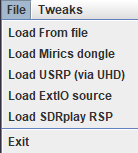 File Tweaks
Load From file
Load Mirics dongle
Load USRP (via UHD)
Load ExtIO source
Load SDRplay RSP
Exit